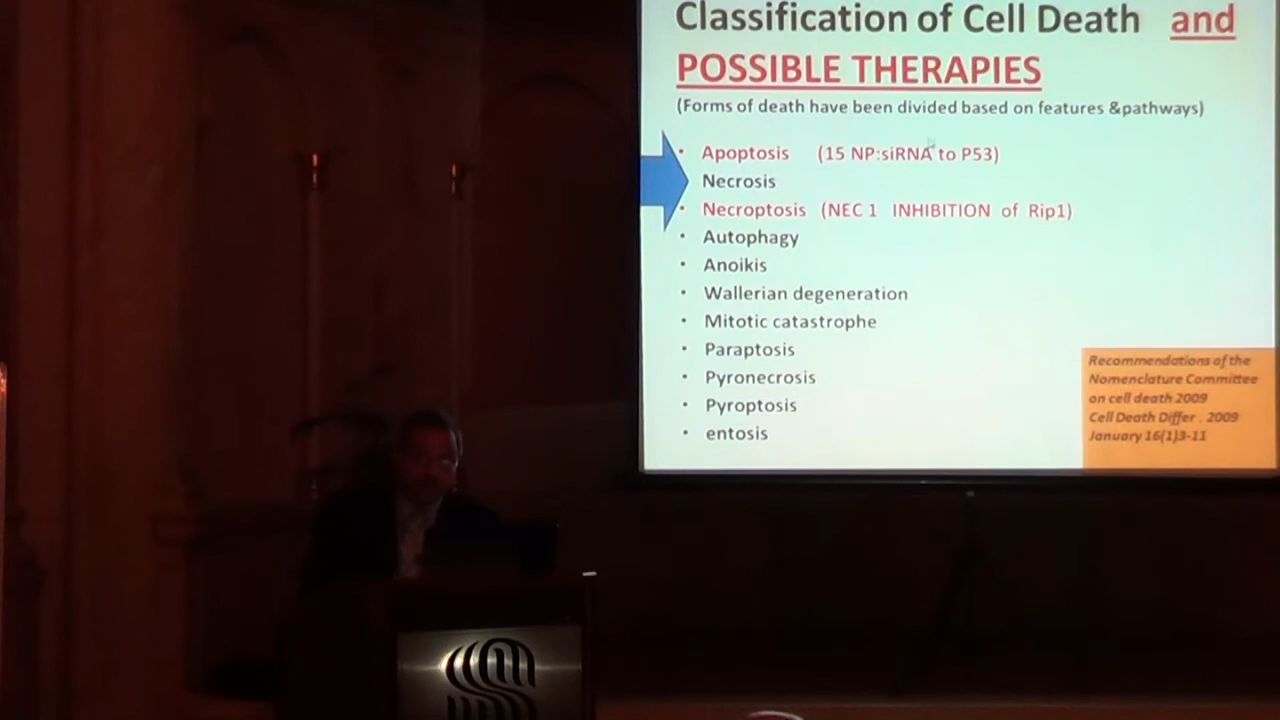 Classification of Cell Death and
POSSIBLE THERAPIES
(Forms of death have been divided based on features &pathways)
• Apoptosis (15 NP:siRNA to P53)
Necrosis
• Necroptosis (NEC 1 INHIBITION of Rip1)
• Autophagy
• Anoikis
• Wallerian degeneration
• Mitotic catastrophe
• Paraptosis
• Pyronecrosis
• Pyroptosis
• entosis
Recommendations of the
Nomenclature Committee
on cell death 2009
Cell Death Differ . 2009
January 16(1)3-11